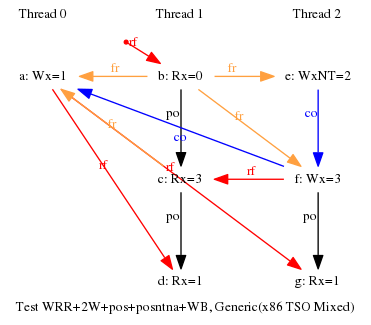 Thread 0 Thread 1 Thread 2
rf
a: Wx=1 fr b: Rx=0 fr e: WxNT=2
po fr co
fr co
rf rf c: Rx=3 rf f: Wx=3
po po
d: Rx=1 g: Rx=1
Test WRR+2W+pos+posntna+WB, Generic(x86 TSO Mixed)